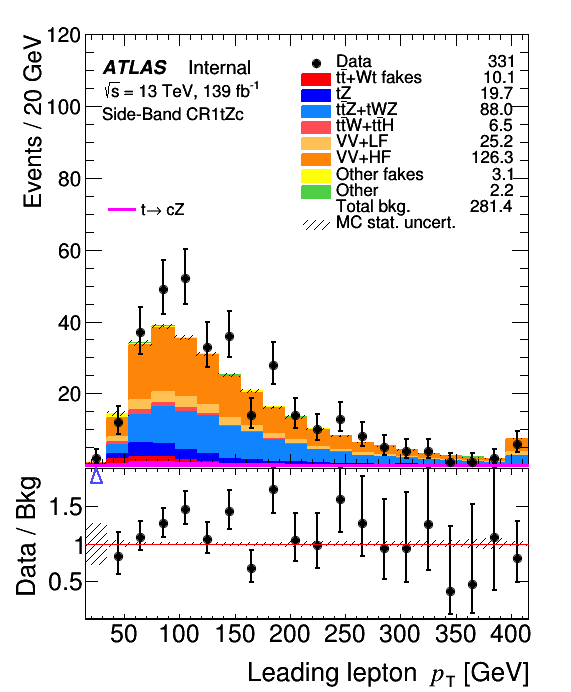 120
100
80
60
40
20
Events / 20 GeV
ATLAS Internal
√s = 13 TeV, 139 fb⁻¹
Side-Band CR1tZc
t→ cZ
Data 331
tt̄+Wt fakes 10.1
tZ 19.7
tt̄Z+tWZ 88.0
tt̄W+tt̄H 6.5
VV+LF 25.2
VV+HF 126.3
Other fakes 3.1
Other 2.2
Total bkg. 281.4
MC stat. uncert.
1.5
1
0.5
Data / Bkg
50 100 150 200 250 300 350 400
Leading lepton p_T [GeV]